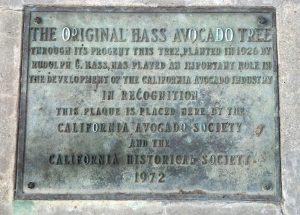 THE ORIGINAL HASS AVOCADO TREE
THROUGH ITS PROGENY THIS TREE, PLANTED IN 1926 BY
RUDOLPH G. HASS, HAS PLAYED AN IMPORTANT ROLE IN
THE DEVELOPMENT OF THE CALIFORNIA AVOCADO INDUSTRY
IN RECOGNITION
THIS PLAQUE IS PLACED HERE BY THE
CALIFORNIA AVOCADO SOCIETY
AND THE
CALIFORNIA HISTORICAL SOCIETY
1972